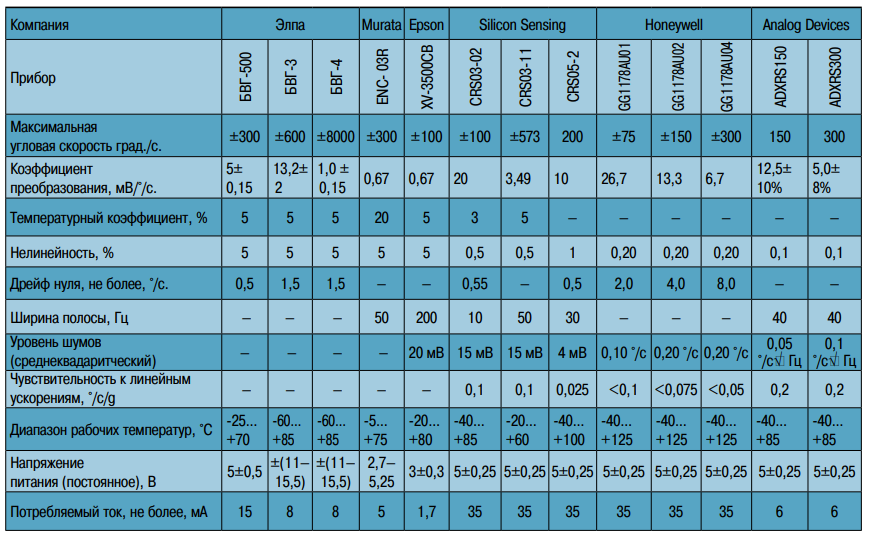 Компания Элпа Murata Epson Silicon Sensing Honeywell Analog Devices
Прибор БВГ-500 БВГ-3 БВГ-4 ENC- 03R XV-3500CB CRS03-02 CRS03-11 CRS05-2 GG1178AU01 GG1178AU02 GG1178AU04 ADXRS150 ADXRS300
Максимальная
угловая скорость град./с. ±300 ±600 ±8000 ±300 ±100 ±100 ±573 200 ±75 ±150 ±300 150 300
Коэффициент 5± 13,2± 1,0 ± 12,5± 5,0±
преобразования, мВ/°/с. 0,15 2 0,15 0,67 0,67 20 3,49 10 26,7 13,3 6,7 10% 8%
Температурный коэффициент, % 5 5 5 20 5 3 5 – – – – – –
Нелинейность, % 5 5 5 5 5 0,5 0,5 1 0,20 0,20 0,20 0,1 0,1
Дрейф нуля, не более, °/с. 0,5 1,5 1,5 – – 0,55 – 0,5 2,0 4,0 8,0 – –
Ширина полосы, Гц – – – 50 200 10 50 30 – – – 40 40
Уровень шумов 0,05 0,1
(среднеквадаритческий) – – – – 20 мВ 15 мВ 15 мВ 4 мВ 0,10 °/с 0,20 °/с 0,20 °/с °/с√ Гц °/с√ Гц
Чувствительность к линейным
ускорениям, °/с/g – – – – – 0,1 0,1 0,025 <0,1 <0,075 <0,05 0,2 0,2
Диапазон рабочих температур, °С -25... -60... -60... -5... -20... -40... -20... -40... -40... -40... -40... -40... -40...
+70 +85 +85 +75 +80 +85 +60 +100 +125 +125 +125 +85 +85
Напряжение ±(11– ±(11– 2,7–
питания (постоянное), В 5±0,5 15,5) 15,5) 5,25 3±0,3 5±0,25 5±0,25 5±0,25 5±0,25 5±0,25 5±0,25 5±0,25 5±0,25
Потребляемый ток, не более, мА 15 8 8 5 1,7 35 35 35 35 35 35 6 6